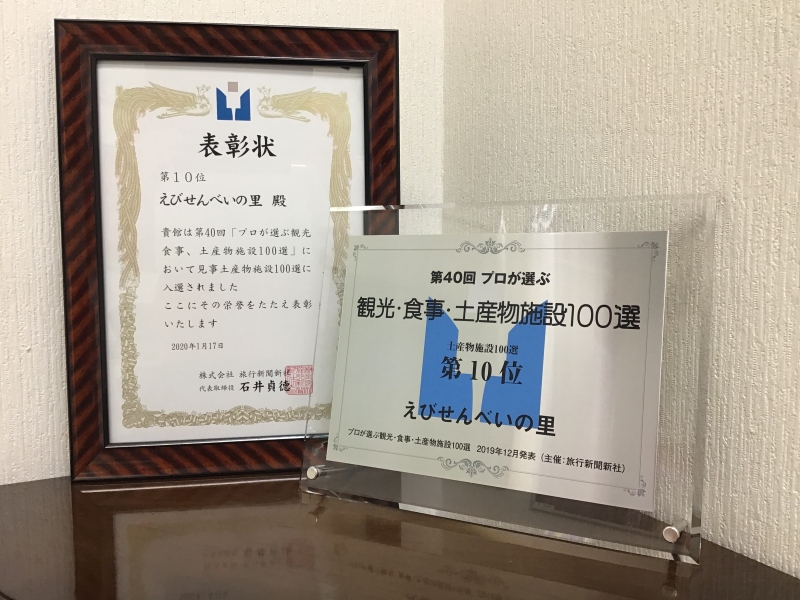 表彰状
第10位
えびせんべいの里 殿
貴館は第40回「プロが選ぶ観光
食事、土産物施設100選」に
おいて見事土産物施設100選に
入選されました
ここにその栄誉をたたえ表彰
いたします
2020年1月17日
株式会社 旅行新聞新社
代表取締役 石井貞徳
第40回 プロが選ぶ
観光・食事・土産物施設100選
土産物施設100選
第10位
えびせんべいの里
プロが選ぶ観光・食事・土産物施設100選 2019年12月発表（主催：旅行新聞新社）